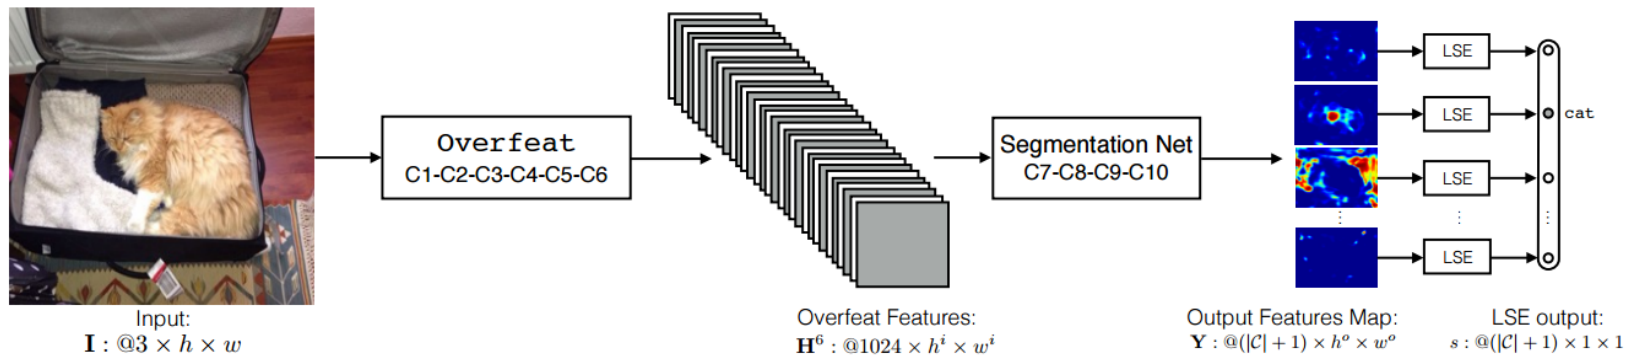 Overfeat
C1-C2-C3-C4-C5-C6
Segmentation Net
C7-C8-C9-C10
LSE
LSE
cat
LSE
⋮ ⋮ ⋮
LSE
Input:
I : @3 × h × w
Overfeat Features:
H⁶ : @1024 × hⁱ × wⁱ
Output Features Map:
Y : @(|C| + 1) × hᵒ × wᵒ
LSE output:
s : @(|C| + 1) × 1 × 1